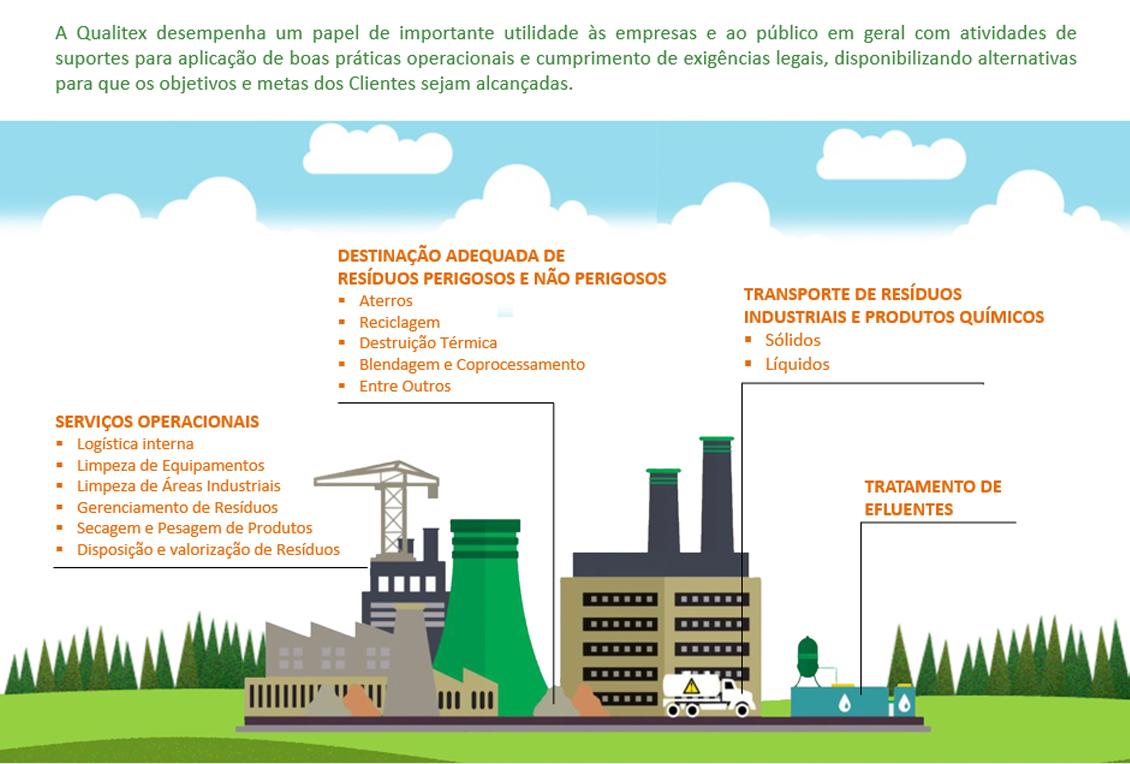 A Qualitex desempenha um papel de importante utilidade às empresas e ao público em geral com atividades de
suportes para aplicação de boas práticas operacionais e cumprimento de exigências legais, disponibilizando alternativas
para que os objetivos e metas dos Clientes sejam alcançadas.
DESTINAÇÃO ADEQUADA DE
RESÍDUOS PERIGOSOS E NÃO PERIGOSOS
▪ Aterros
▪ Reciclagem
▪ Destruição Térmica
▪ Blendagem e Coprocessamento
▪ Entre Outros
TRANSPORTE DE RESÍDUOS
INDUSTRIAIS E PRODUTOS QUÍMICOS
▪ Sólidos
▪ Líquidos
SERVIÇOS OPERACIONAIS
▪ Logística interna
▪ Limpeza de Equipamentos
▪ Limpeza de Áreas Industriais
▪ Gerenciamento de Resíduos
▪ Secagem e Pesagem de Produtos
▪ Disposição e valorização de Resíduos
TRATAMENTO DE
EFLUENTES